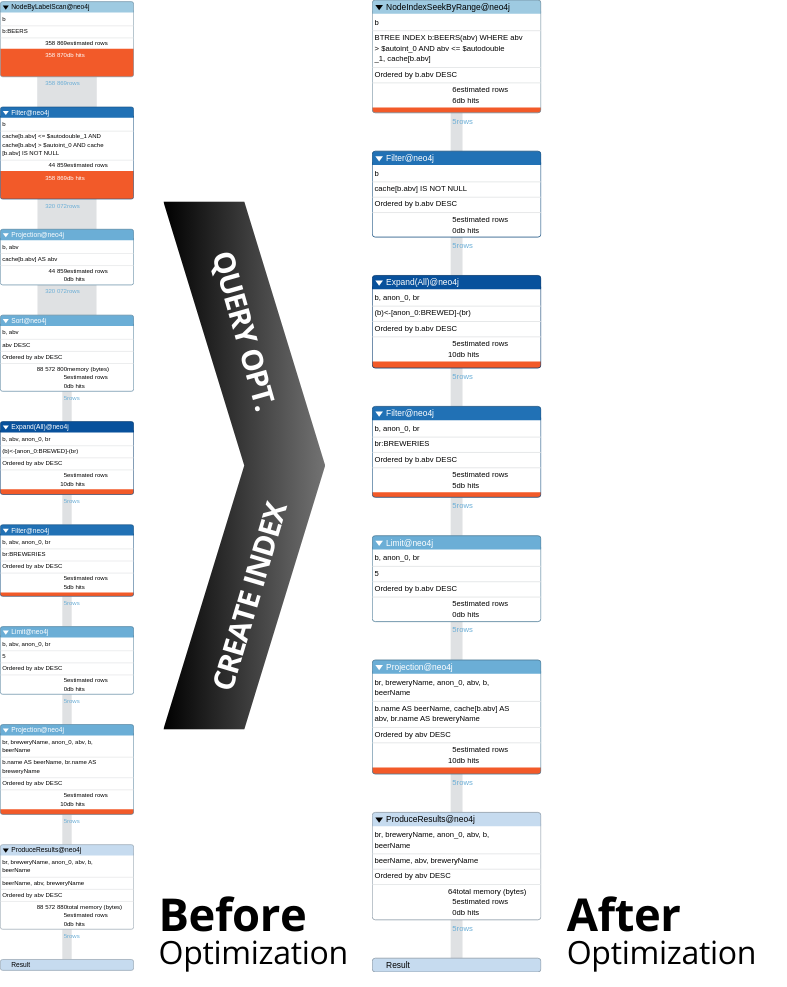 NodeByLabelScan@neo4j
b
b:BEERS
358 869estimated rows
358 870db hits
358 869rows
Filter@neo4j
b
cache[b.abv] <= $autodouble_1 AND
cache[b.abv] > $autoint_0 AND cache
[b.abv] IS NOT NULL
44 859estimated rows
358 869db hits
320 072rows
Projection@neo4j
b, abv
cache[b.abv] AS abv
44 859estimated rows
0db hits
320 072rows
Sort@neo4j
b, abv
abv DESC
Ordered by abv DESC
88 572 800memory (bytes)
5estimated rows
0db hits
5rows
Expand(All)@neo4j
b, abv, anon_0, br
(b)<-[anon_0:BREWED]-(br)
Ordered by abv DESC
5estimated rows
10db hits
5rows
Filter@neo4j
b, abv, anon_0, br
br:BREWERIES
Ordered by abv DESC
5estimated rows
5db hits
5rows
Limit@neo4j
b, abv, anon_0, br
5
Ordered by abv DESC
5estimated rows
0db hits
5rows
Projection@neo4j
br, breweryName, anon_0, abv, b,
beerName
b.name AS beerName, br.name AS
breweryName
Ordered by abv DESC
5estimated rows
10db hits
5rows
ProduceResults@neo4j
br, breweryName, anon_0, abv, b,
beerName
beerName, abv, breweryName
Ordered by abv DESC
88 572 880total memory (bytes)
5estimated rows
0db hits
5rows
Result
QUERY OPT.
CREATE INDEX
Before
Optimization
NodeIndexSeekByRange@neo4j
b
BTREE INDEX b:BEERS(abv) WHERE abv
> $autoint_0 AND abv <= $autodouble
_1, cache[b.abv]
Ordered by b.abv DESC
6estimated rows
6db hits
5rows
Filter@neo4j
b
cache[b.abv] IS NOT NULL
Ordered by b.abv DESC
5estimated rows
0db hits
5rows
Expand(All)@neo4j
b, anon_0, br
(b)<-[anon_0:BREWED]-(br)
Ordered by b.abv DESC
5estimated rows
10db hits
5rows
Filter@neo4j
b, anon_0, br
br:BREWERIES
Ordered by b.abv DESC
5estimated rows
5db hits
5rows
Limit@neo4j
b, anon_0, br
5
Ordered by b.abv DESC
5estimated rows
0db hits
5rows
Projection@neo4j
br, breweryName, anon_0, abv, b,
beerName
b.name AS beerName, cache[b.abv] AS
abv, br.name AS breweryName
Ordered by abv DESC
5estimated rows
10db hits
5rows
ProduceResults@neo4j
br, breweryName, anon_0, abv, b,
beerName
beerName, abv, breweryName
Ordered by abv DESC
64total memory (bytes)
5estimated rows
0db hits
5rows
Result
After
Optimization